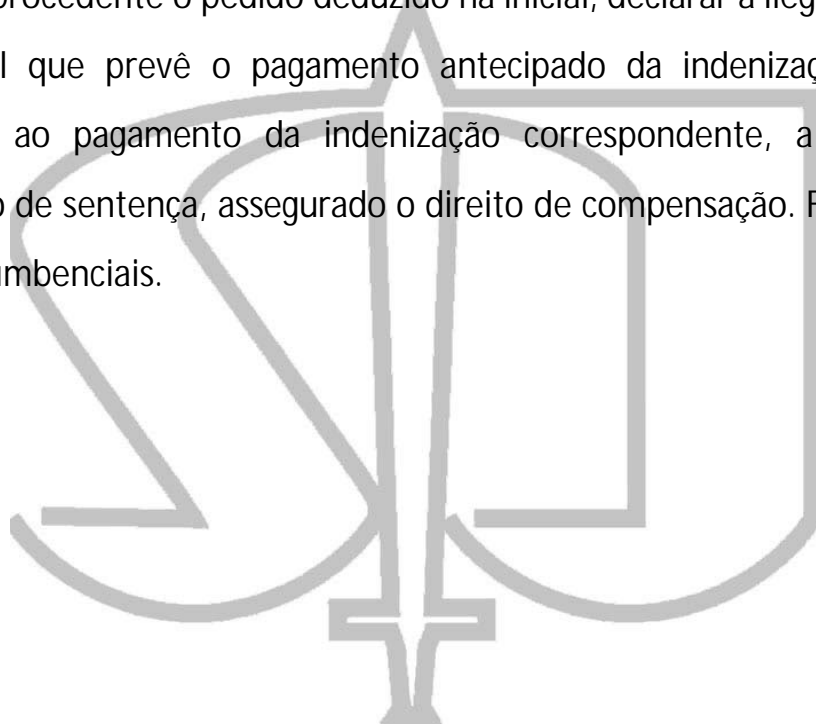 procedente o pedido deduzido na inicial, declarar a
que prevê o pagamento antecipado da
ao pagamento da indenização correspondente, a
de sentença, assegurado o direito de compensação.